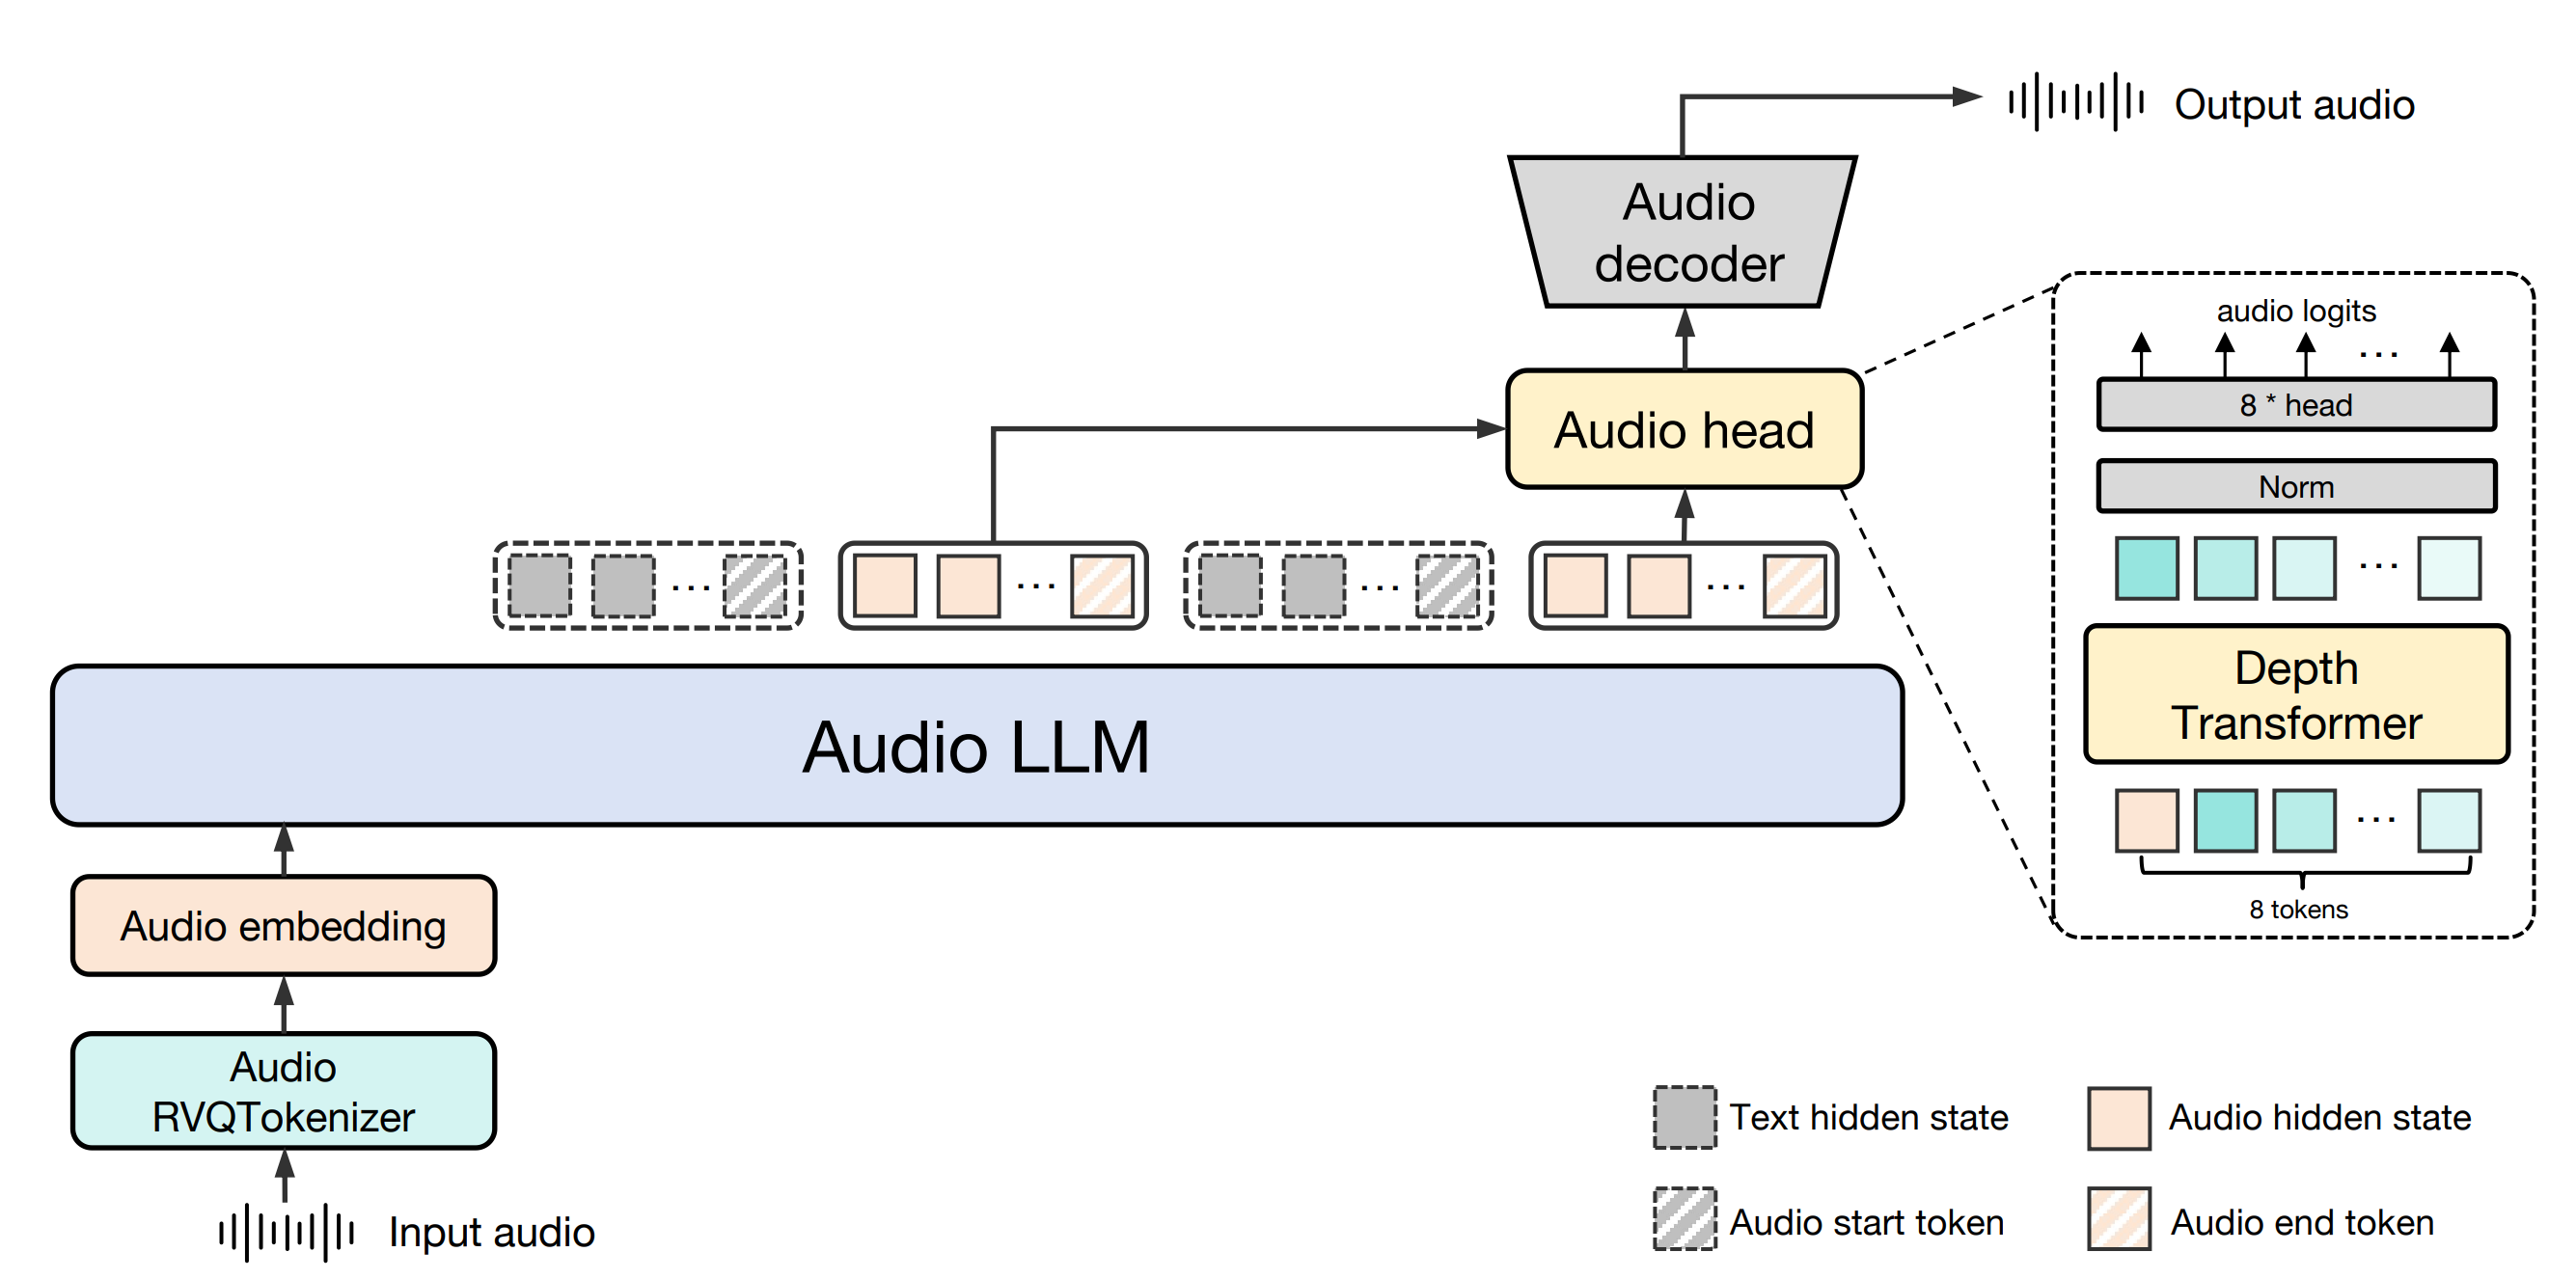 Output audio
Audio
decoder
audio logits
...
8 * head
Audio head
Norm
...
...
...
...
...
Depth
Transformer
Audio LLM
...
8 tokens
Audio embedding
Audio
RVQTokenizer
Text hidden state
Audio hidden state
Input audio
Audio start token
Audio end token